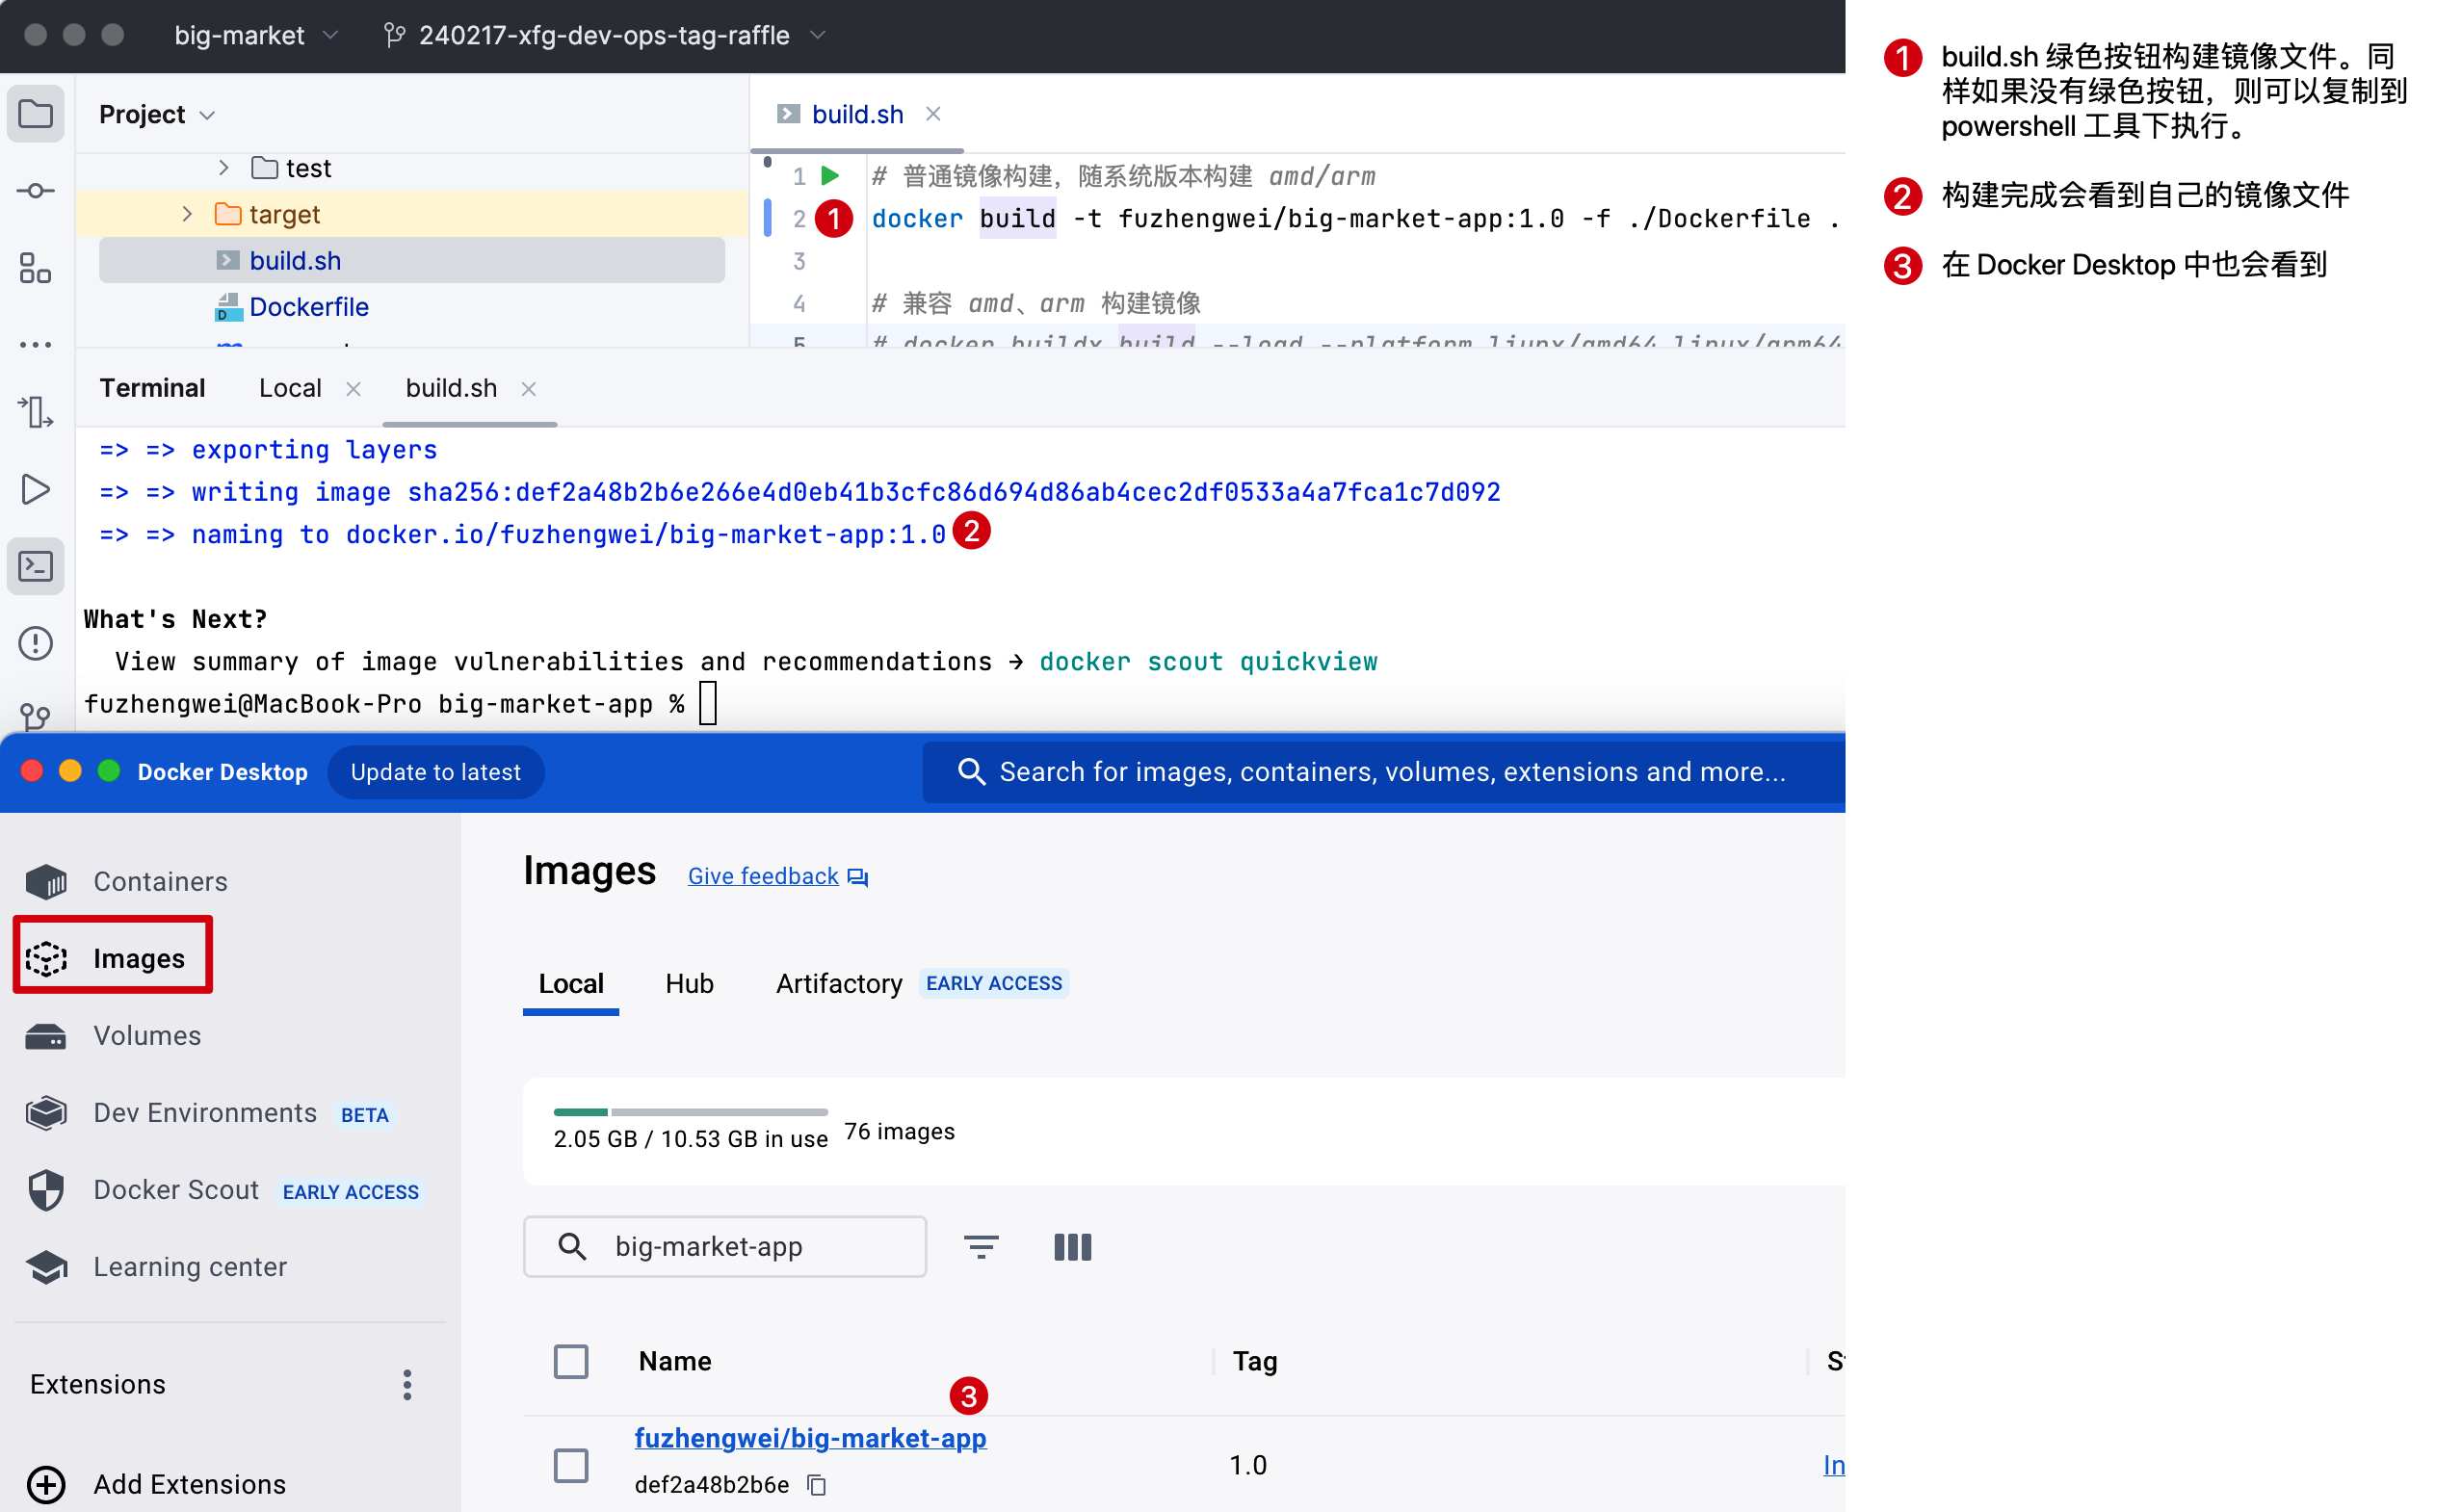 big-market
240217-xfg-dev-ops-tag-raffle
Project
test
target
build.sh
Dockerfile
build.sh
1 # 普通镜像构建，随系统版本构建 amd/arm
2 1 docker build -t fuzhengwei/big-market-app:1.0 -f ./Dockerfile .
3
4 # 兼容 amd、arm 构建镜像
5 # docker buildx build --load --platform liunx/amd64,linux/arm64
Terminal Local build.sh
=> => exporting layers
=> => writing image sha256:def2a48b2b6e266e4d0eb41b3cfc86d694d86ab4cec2df0533a4a7fca1c7d092
=> => naming to docker.io/fuzhengwei/big-market-app:1.0 2
What's Next?
View summary of image vulnerabilities and recommendations → docker scout quickview
fuzhengwei@MacBook-Pro big-market-app %
Docker Desktop Update to latest Search for images, containers, volumes, extensions and more...
Containers
Images
Volumes
Dev Environments BETA
Docker Scout EARLY ACCESS
Learning center
Extensions
Add Extensions
Images Give feedback
Local Hub Artifactory EARLY ACCESS
2.05 GB / 10.53 GB in use 76 images
big-market-app
Name Tag
3
fuzhengwei/big-market-app
1.0 In
def2a48b2b6e
1 build.sh 绿色按钮构建镜像文件。同
样如果没有绿色按钮，则可以复制到
powershell 工具下执行。
2 构建完成会看到自己的镜像文件
3 在 Docker Desktop 中也会看到